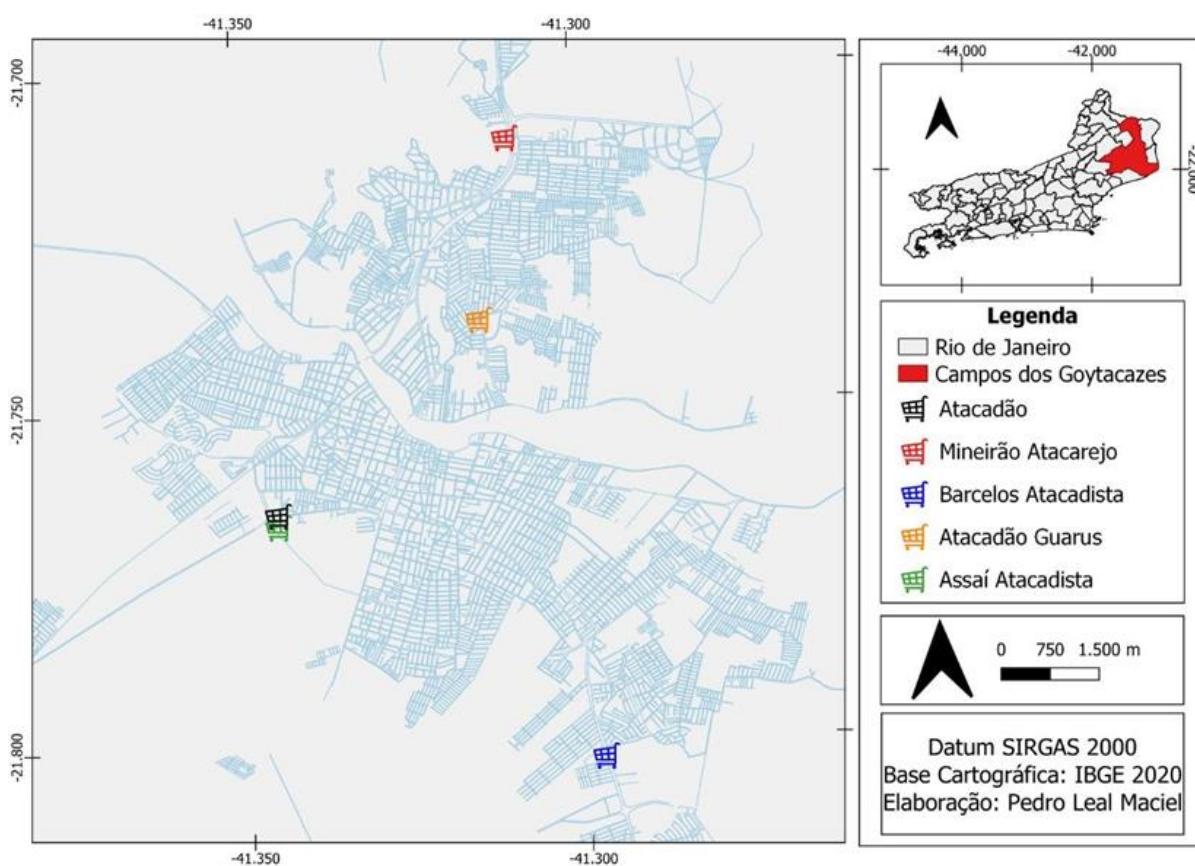 -41.350
-41.300
-21.700
-21.750
-21.800
-41.350
-41.300
-44,000
-42,000
-22,000
Legenda
Rio de Janeiro
Campos dos Goytacazes
Atacadão
Mineirão Atacarejo
Barcelos Atacadista
Atacadão Guarus
Assaí Atacadista
0 750 1.500 m
Datum SIRGAS 2000
Base Cartográfica: IBGE 2020
Elaboração: Pedro Leal Maciel